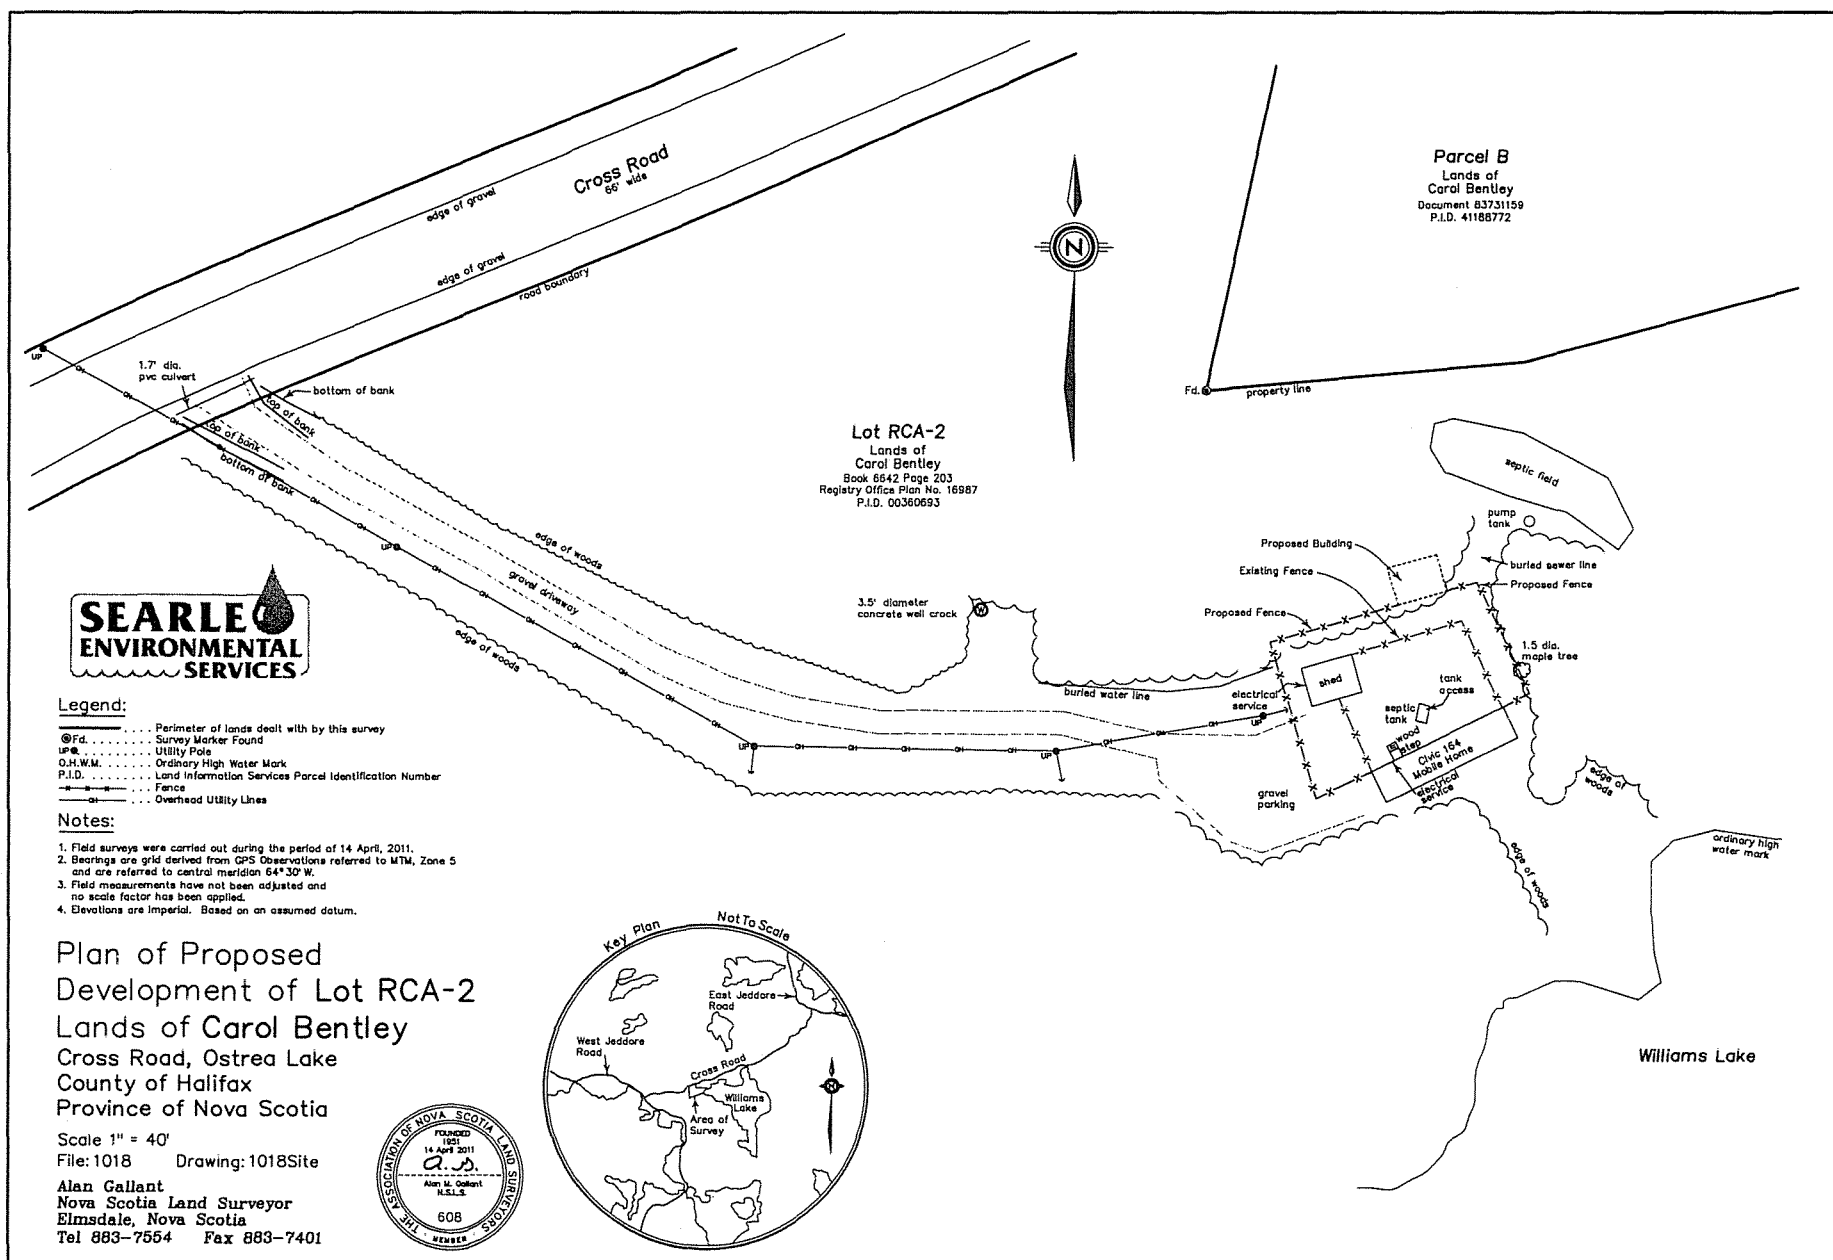 Cross Road
66' wide
edge of gravel
edge of gravel
road boundary
Parcel B
Lands of
Carol Bentley
Document 83731159
P.I.D. 41188772
N
UP
OH
OH
OH
1.7' dia.
pvc culvert
bottom of bank
top of bank
top of bank
bottom of bank
Fd.
property line
Lot RCA-2
Lands of
Carol Bentley
Book 6642 Page 203
Registry Office Plan No. 16987
P.I.D. 00360693
septic field
pump
tank
buried sewer line
Proposed Building
Existing Fence
Proposed Fence
Proposed Fence
1.5 dia.
maple tree
edge of woods
gravel driveway
edge of woods
UP
3.5' diameter
concrete well crock
W
buried water line
electrical
service
UP
shed
tank
access
septic
tank
wood
step
Civic 164
Mobile Home
electrical
service
gravel
parking
UP
UP
edge of
woods
edge of woods
ordinary high
water mark
Williams Lake
SEARLE
ENVIRONMENTAL
SERVICES
Legend:
.... Perimeter of lands dealt with by this survey
Fd. ........ Survey Marker Found
UP ......... Utility Pole
O.H.W.M. ....... Ordinary High Water Mark
P.I.D. ......... Land Information Services Parcel Identification Number
... Fence
OH ... Overhead Utility Lines
Notes:
1. Field surveys were carried out during the period of 14 April, 2011.
2. Bearings are grid derived from GPS Observations referred to MTM, Zone 5
and are referred to central meridian 64° 30' W.
3. Field measurements have not been adjusted and
no scale factor has been applied.
4. Elevations are Imperial. Based on an assumed datum.
Plan of Proposed
Development of Lot RCA-2
Lands of Carol Bentley
Cross Road, Ostrea Lake
County of Halifax
Province of Nova Scotia
Scale 1" = 40'
File: 1018 Drawing: 1018Site
Alan Gallant
Nova Scotia Land Surveyor
Elmsdale, Nova Scotia
Tel 883-7554 Fax 883-7401
THE ASSOCIATION OF NOVA SCOTIA LAND SURVEYORS
FOUNDED
1951
14 April 2011
Alan M. Gallant
N.S.L.S.
608
MEMBER
Key Plan
Not To Scale
East Jeddore
Road
West Jeddore
Road
Cross Road
Williams
Lake
Area of
Survey
N